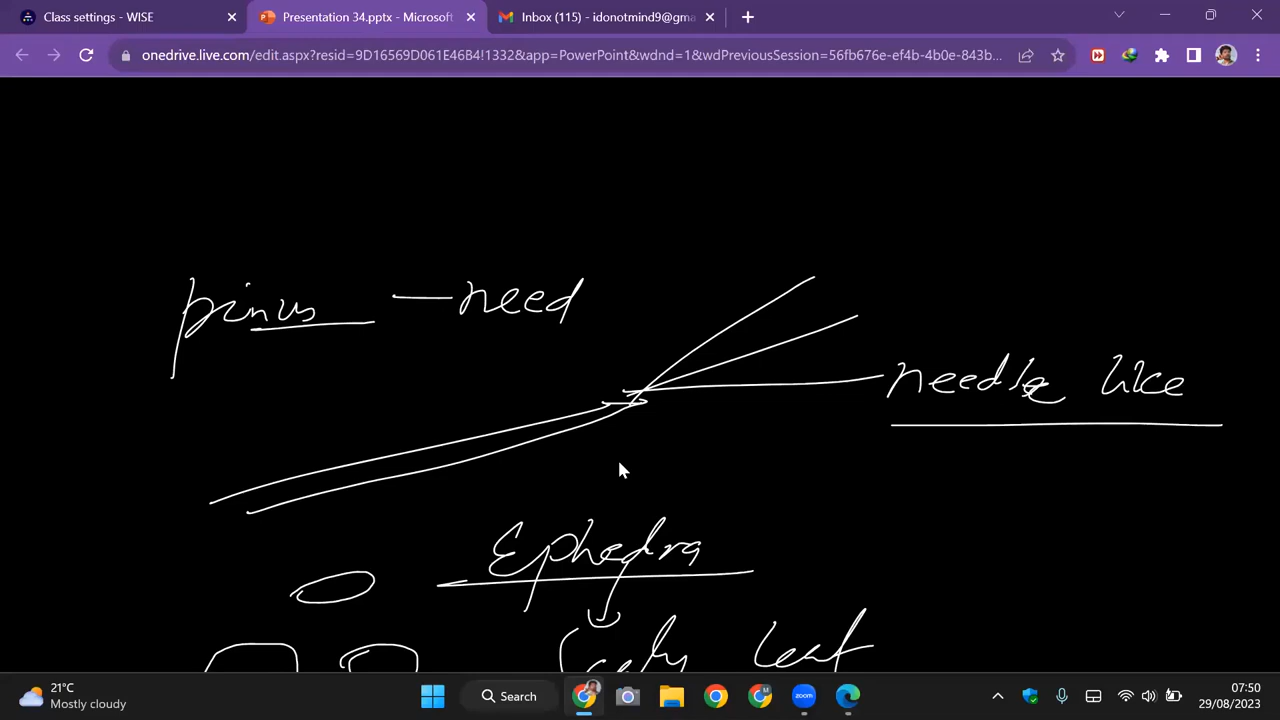 Class settings - WISE
Presentation 34.pptx - Microsoft
Inbox (115) - idonotmind9@gma
onedrive.live.com/edit.aspx?resid=9D16569D061E46B4!1332&app=PowerPoint&wdnd=1&wdPreviousSession=56fb676e-ef4b-4b0e-843b...
pinus — need
needle like
Ephedra
leaf
21°C
Mostly cloudy
Search
zoom
07:50
29/08/2023